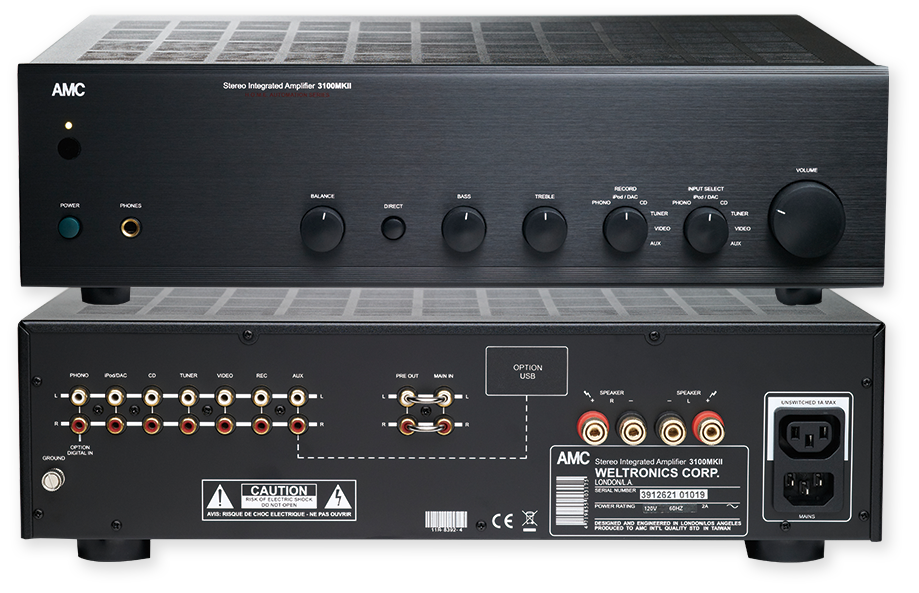 AMC
Stereo Integrated Amplifier 3100MKII
POWER
PHONES
BALANCE
DIRECT
BASS
TREBLE
RECORD
iPod / DAC
PHONO CD
TUNER
VIDEO
AUX
INPUT SELECT
iPod / DAC
PHONO CD
TUNER
VIDEO
AUX
VOLUME
PHONO iPod/DAC CD TUNER VIDEO REC AUX
L L
R R
OPTION
DIGITAL IN
GROUND
PRE OUT MAIN IN
L L
R R
OPTION
USB
SPEAKER
+ R −
SPEAKER
− L +
UNSWITCHED 1A MAX
MAINS
CAUTION
RISK OF ELECTRIC SHOCK
DO NOT OPEN
AVIS: RISQUE DE CHOC ELECTRIQUE - NE PAS OUVRIR
CE
AMC Stereo Integrated Amplifier 3100MKII
WELTRONICS CORP.
LONDON/L.A.
SERIAL NUMBER 3912621 01019
POWER RATING 120V 60HZ 2A ~
DESIGNED AND ENGINEERED IN LONDON/LOS ANGELES
PRODUCED TO AMC INT'L QUALITY STD IN TAIWAN